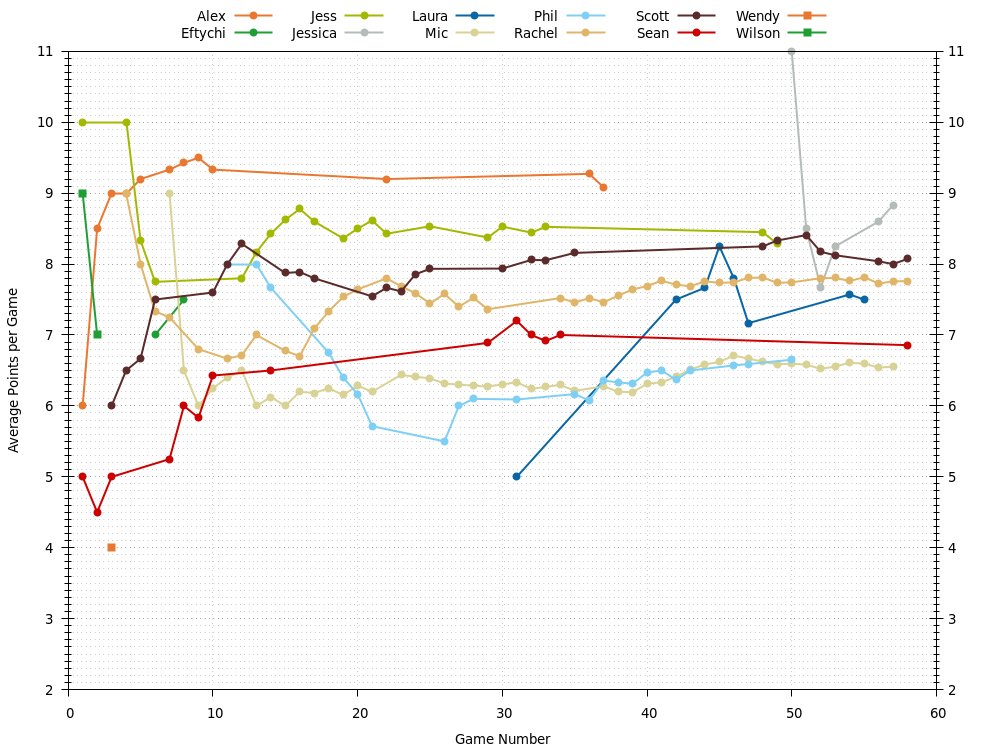 Alex Jess Laura Phil Scott Wendy
Eftychi Jessica Mic Rachel Sean Wilson
11 11
10 10
9 9
8 8
7 7
6 6
5 5
4 4
3 3
2 2
0 10 20 30 40 50 60
Average Points per Game
Game Number